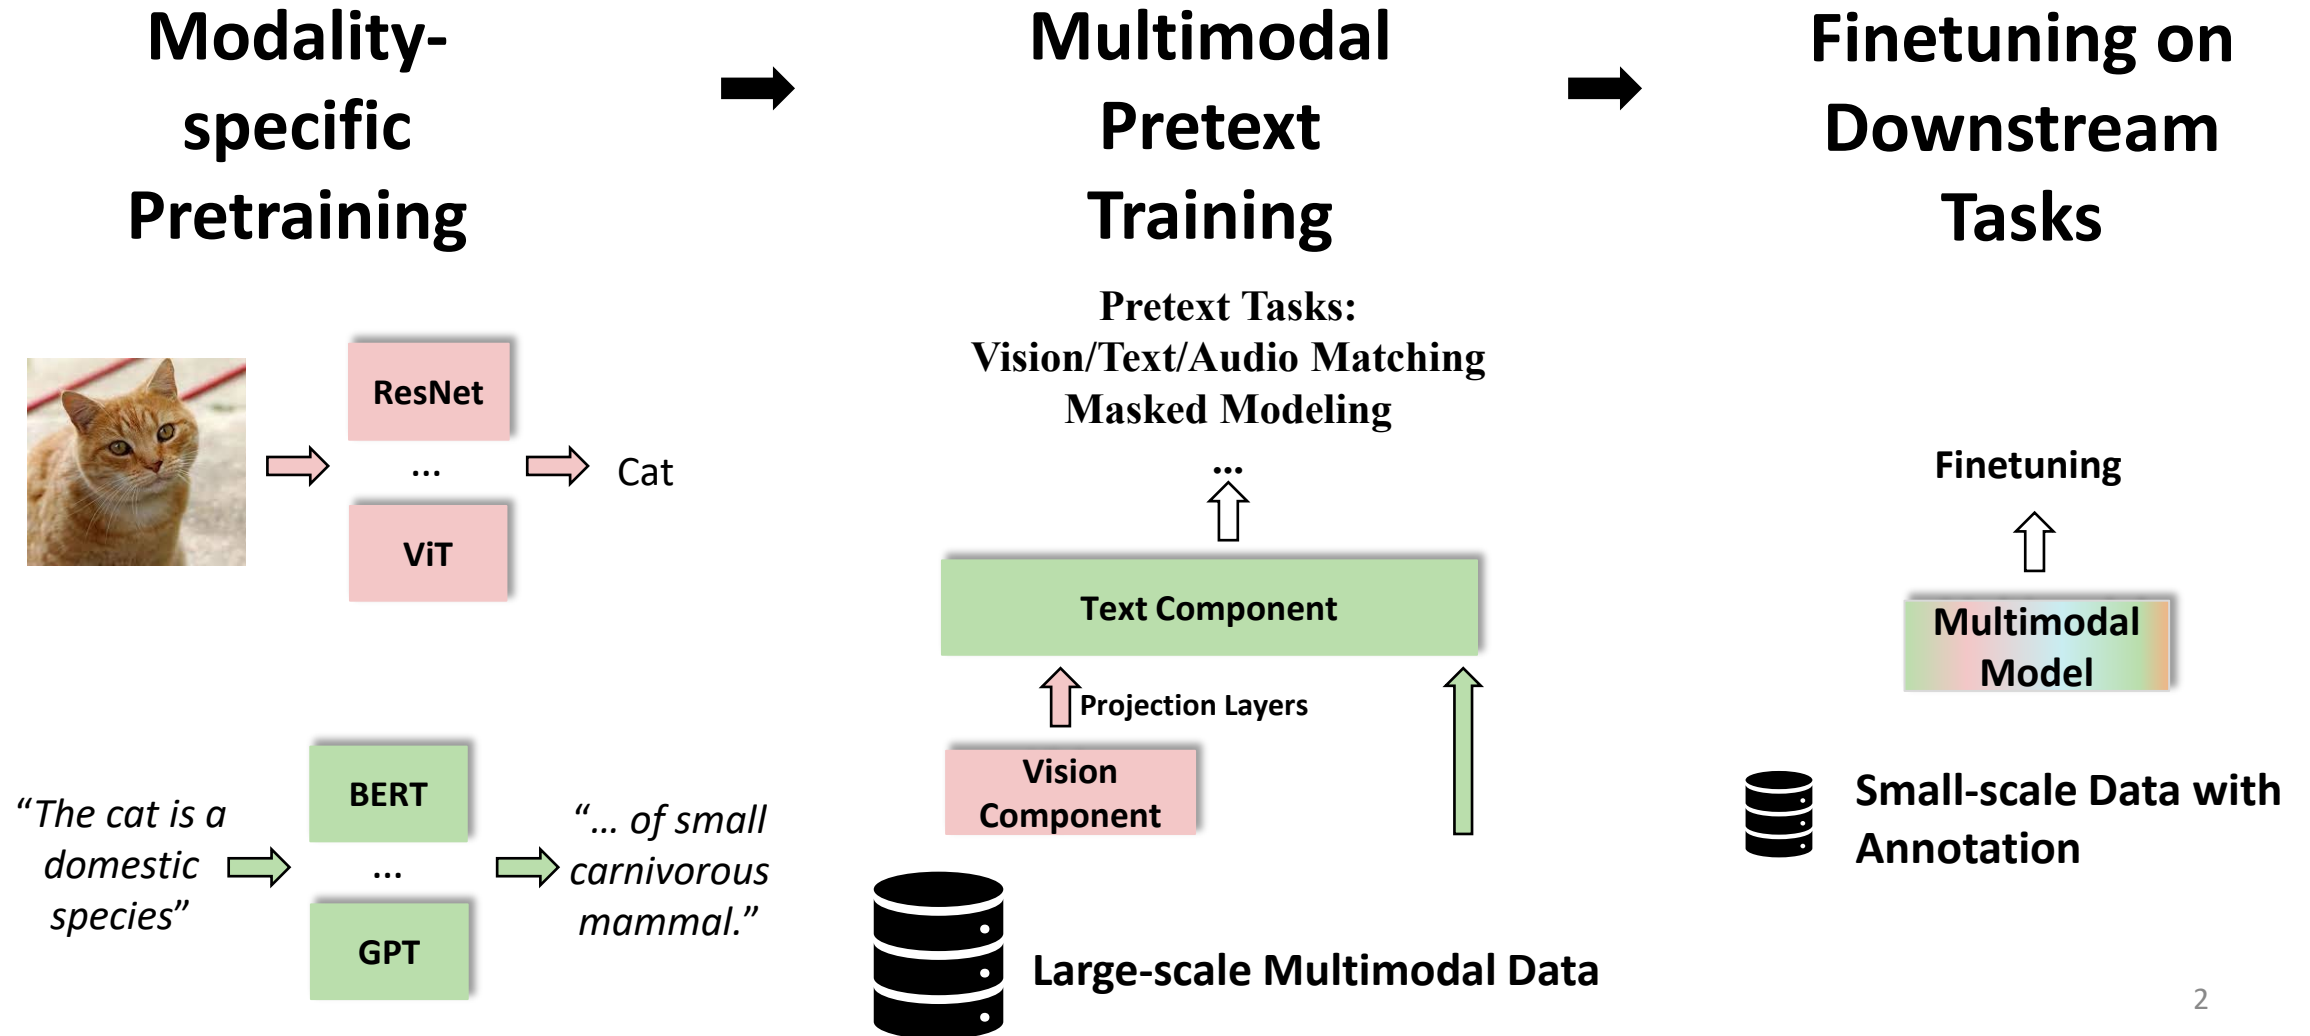 Modality-
specific
Pretraining
Multimodal
Pretext
Training
Finetuning on
Downstream
Tasks
ResNet
...
ViT
Cat
“The cat is a
domestic
species”
BERT
...
GPT
“... of small
carnivorous
mammal.”
Pretext Tasks:
Vision/Text/Audio Matching
Masked Modeling
...
Text Component
Projection Layers
Vision
Component
Large-scale Multimodal Data
Finetuning
Multimodal
Model
Small-scale Data with
Annotation
2